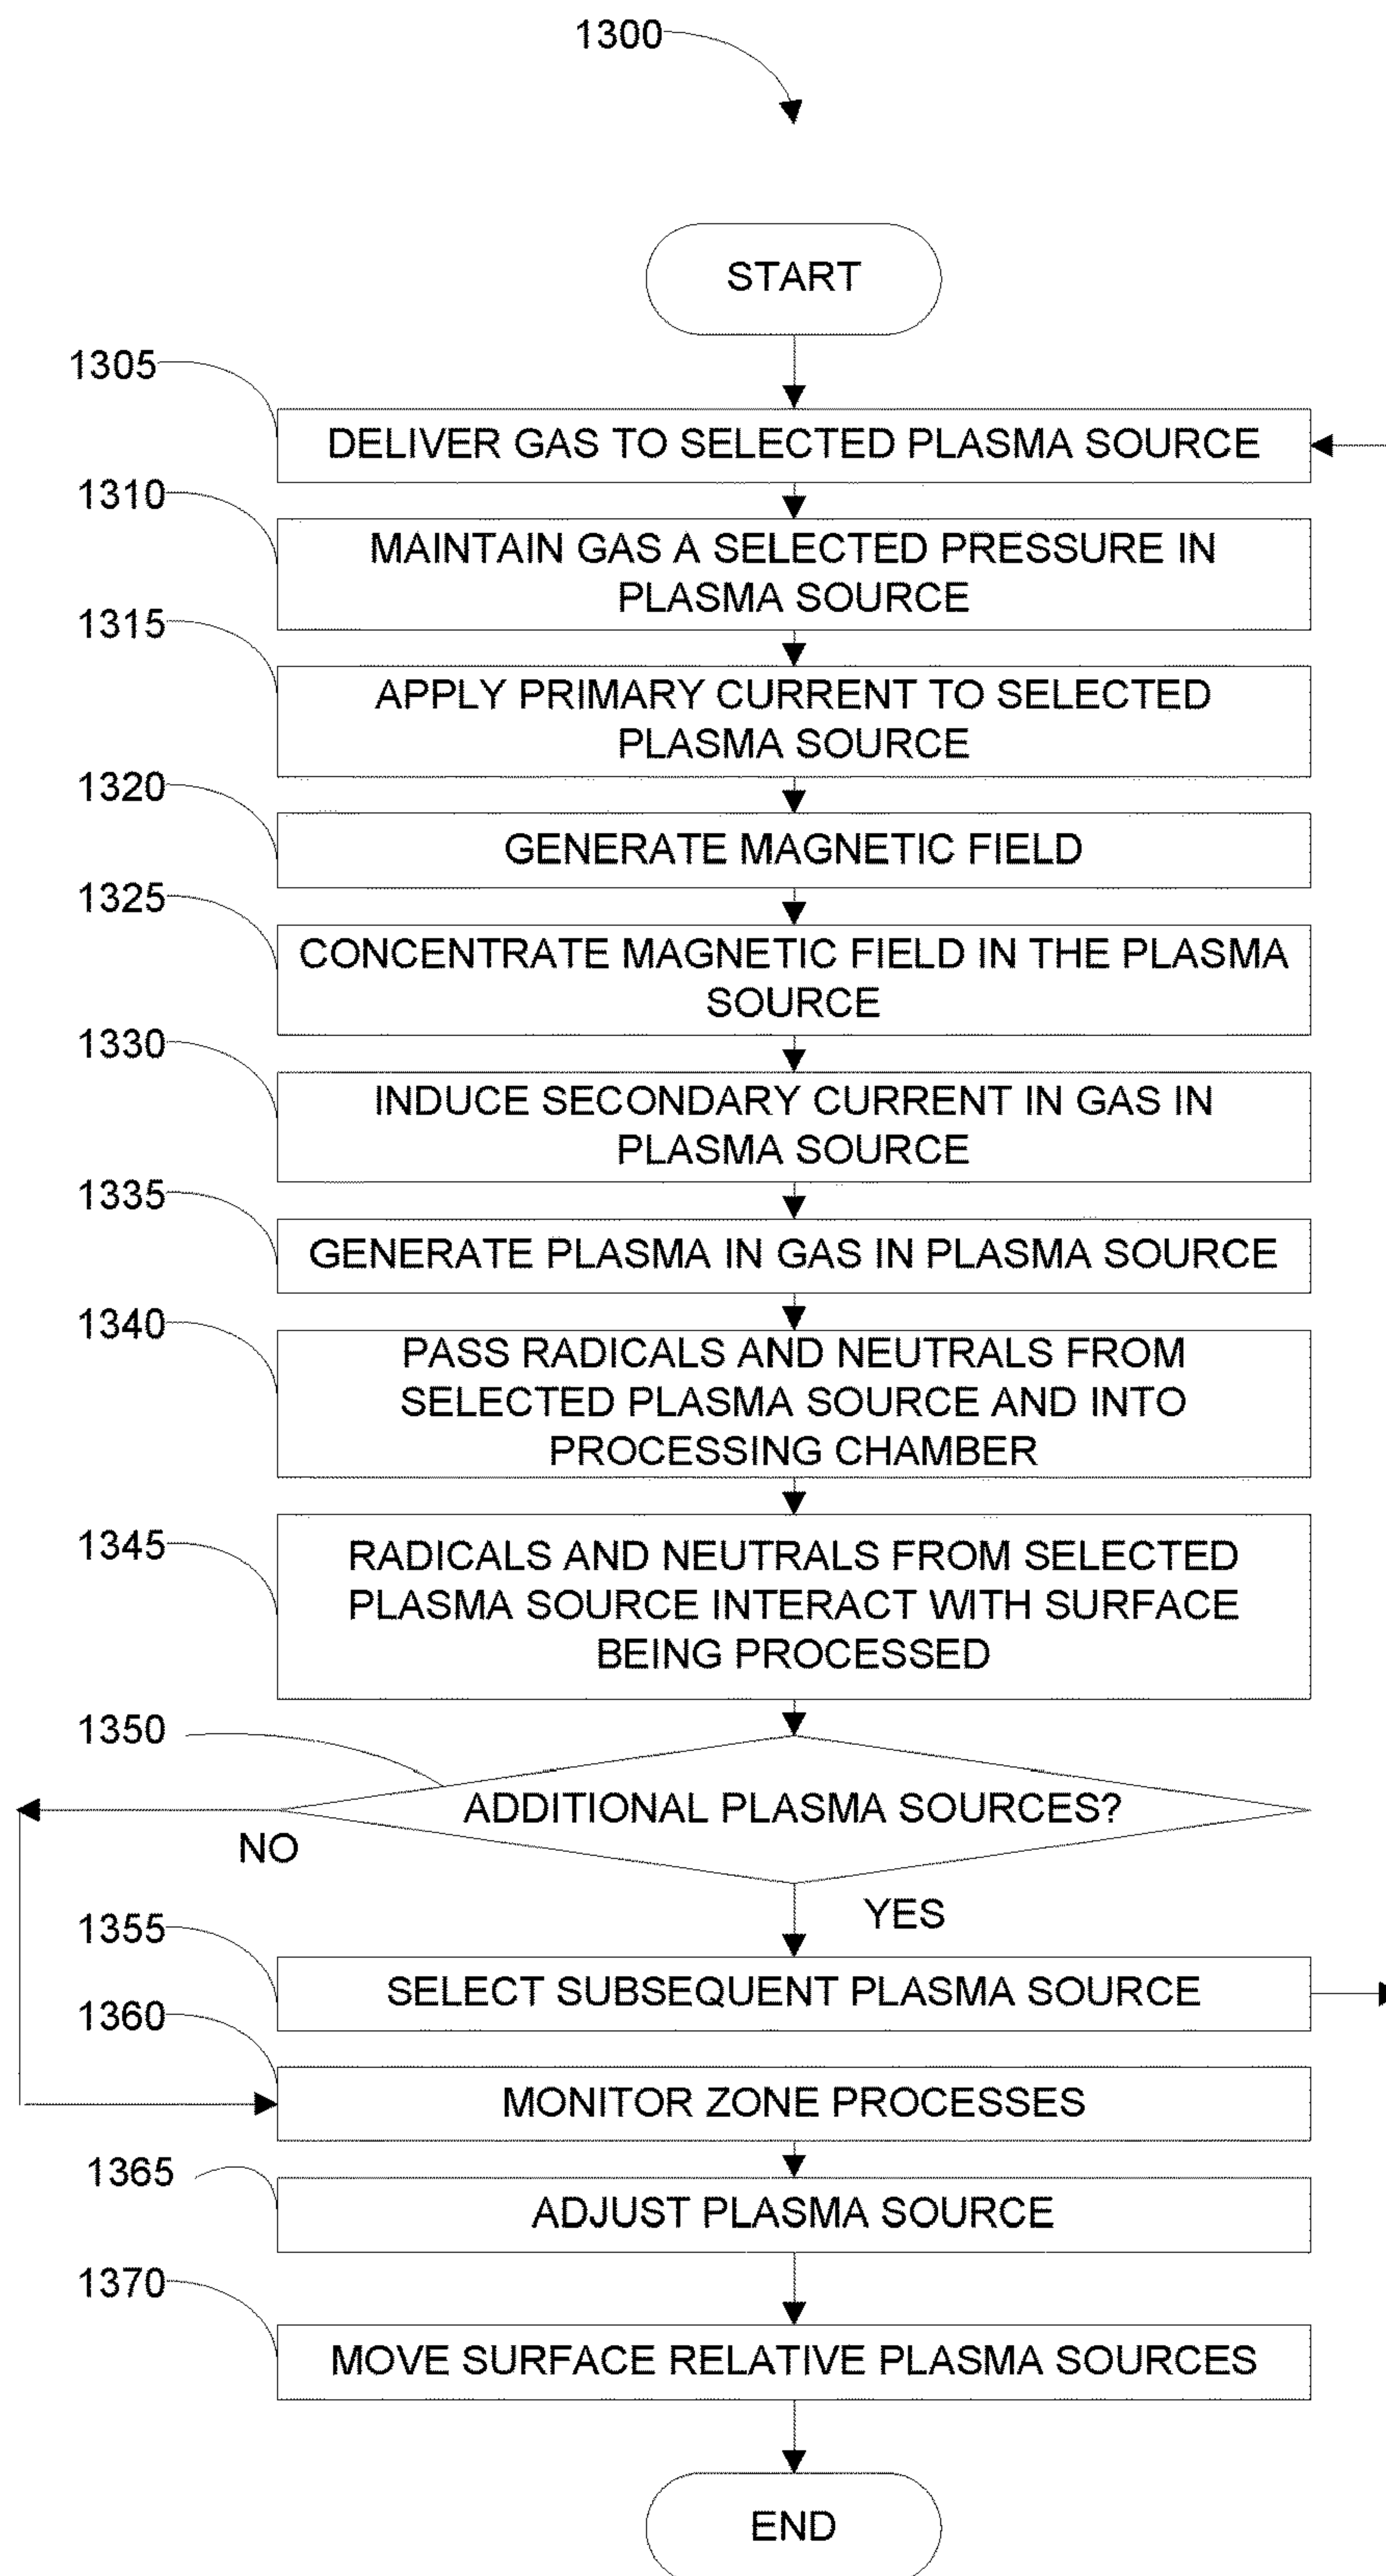 1300
START
1305
DELIVER GAS TO SELECTED PLASMA SOURCE
1310
MAINTAIN GAS A SELECTED PRESSURE IN
PLASMA SOURCE
1315
APPLY PRIMARY CURRENT TO SELECTED
PLASMA SOURCE
1320
GENERATE MAGNETIC FIELD
1325
CONCENTRATE MAGNETIC FIELD IN THE PLASMA
SOURCE
1330
INDUCE SECONDARY CURRENT IN GAS IN
PLASMA SOURCE
1335
GENERATE PLASMA IN GAS IN PLASMA SOURCE
1340
PASS RADICALS AND NEUTRALS FROM
SELECTED PLASMA SOURCE AND INTO
PROCESSING CHAMBER
1345
RADICALS AND NEUTRALS FROM SELECTED
PLASMA SOURCE INTERACT WITH SURFACE
BEING PROCESSED
1350
ADDITIONAL PLASMA SOURCES?
NO
YES
1355
SELECT SUBSEQUENT PLASMA SOURCE
1360
MONITOR ZONE PROCESSES
1365
ADJUST PLASMA SOURCE
1370
MOVE SURFACE RELATIVE PLASMA SOURCES
END